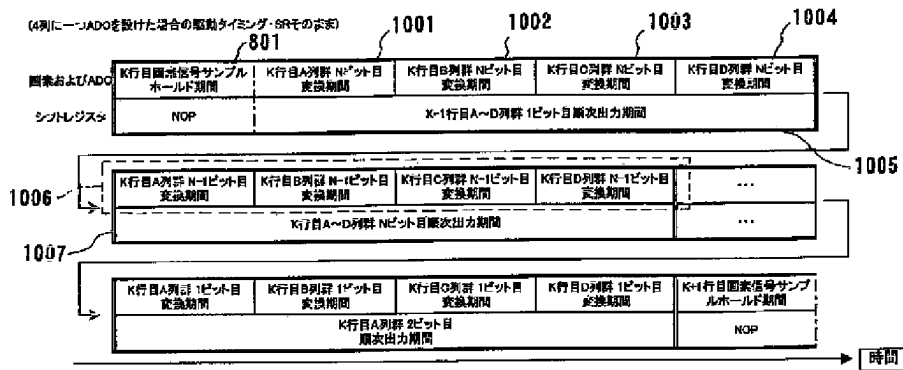 (4列に一つADCを設けた場合の駆動タイミング・SRそのまま)
801
1001
1002
1003
1004
画素およびADC
K行目画素信号サンプル
ホールド期間
K行目A列群 Nビット目
変換期間
K行目B列群 Nビット目
変換期間
K行目C列群 Nビット目
変換期間
K行目D列群 Nビット目
変換期間
シフトレジスタ
NOP
K-1行目A～D列群 1ビット目順次出力期間
1005
1006
K行目A列群 N-1ビット目
変換期間
K行目B列群 N-1ビット目
変換期間
K行目C列群 N-1ビット目
変換期間
K行目D列群 N-1ビット目
変換期間
...
K行目A～D列群 Nビット目順次出力期間
...
1007
K行目A列群 1ビット目
変換期間
K行目B列群 1ビット目
変換期間
K行目C列群 1ビット目
変換期間
K行目D列群 1ビット目
変換期間
K+1行目画素信号サンプ
ルホールド期間
K行目A列群 2ビット目
順次出力期間
NOP
時間